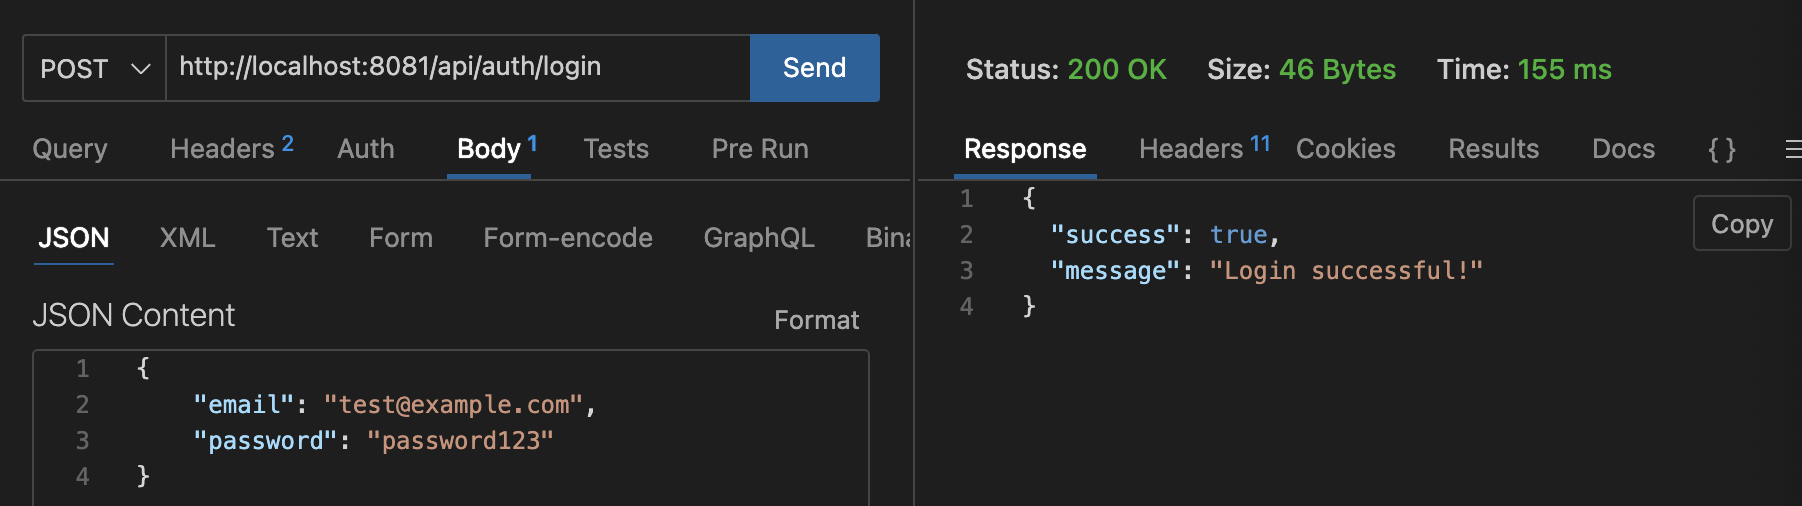 POST http://localhost:8081/api/auth/login Send
Query Headers 2 Auth Body 1 Tests Pre Run
JSON XML Text Form Form-encode GraphQL Bina
JSON Content Format
1 {
2 "email": "test@example.com",
3 "password": "password123"
4 }
Status: 200 OK Size: 46 Bytes Time: 155 ms
Response Headers 11 Cookies Results Docs { }
1 {
2 "success": true,
3 "message": "Login successful!"
4 }
Copy